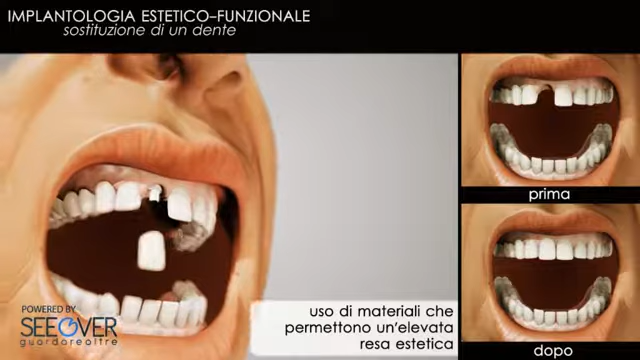 IMPLANTOLOGIA ESTETICO-FUNZIONALE
sostituzione di un dente
prima
uso di materiali che
permettono un'elevata
resa estetica
dopo
POWERED BY
SEEOVER
guardareoltre